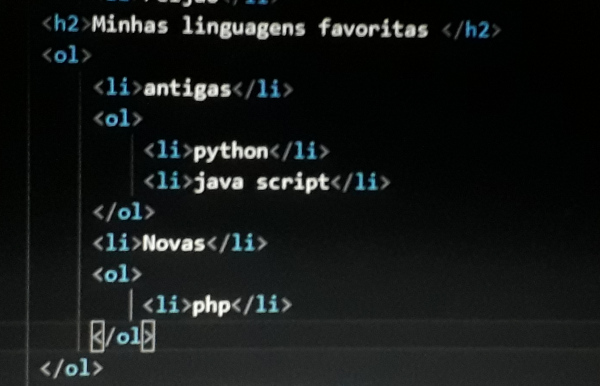 <h2>Minhas linguagens favoritas </h2>
<ol>
<li>antigas</li>
<ol>
<li>python</li>
<li>java script</li>
</ol>
<li>Novas</li>
<ol>
<li>php</li>
</ol>
</ol>